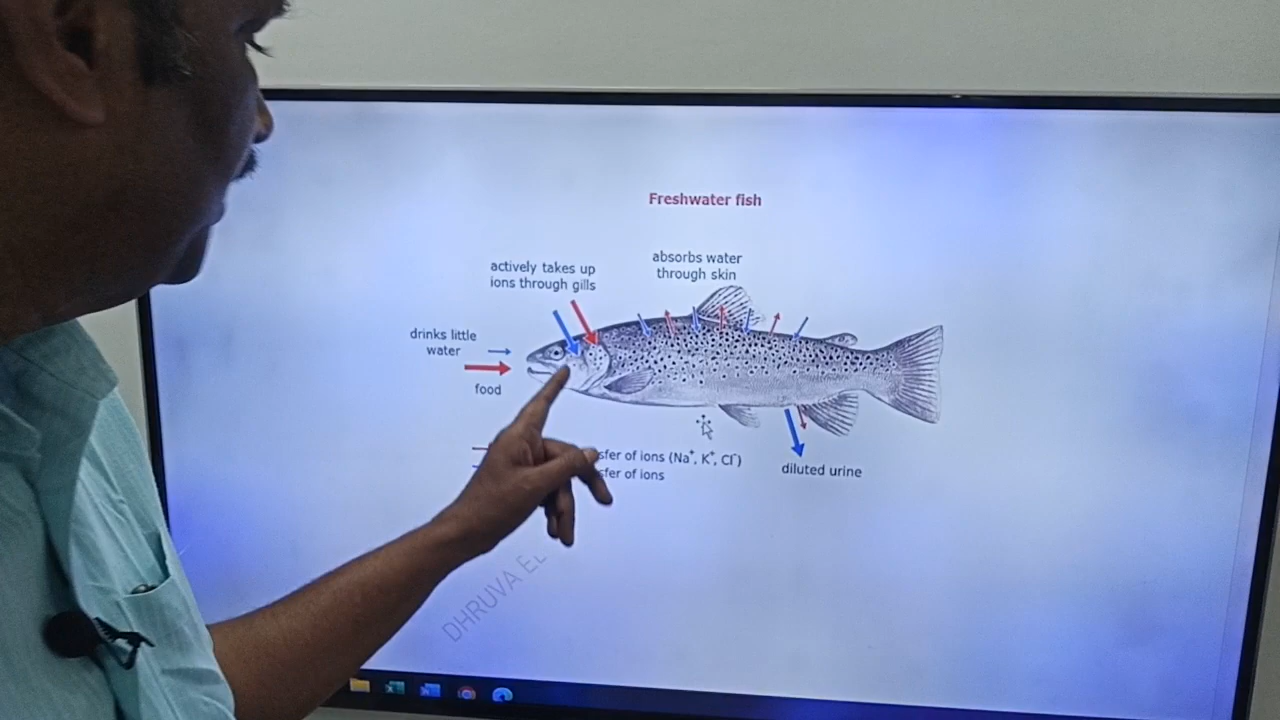 Freshwater fish
actively takes up
ions through gills
absorbs water
through skin
drinks little
water
food
sfer of ions (Na⁺, K⁺, Cl⁻)
sfer of ions
diluted urine
DHRUVA